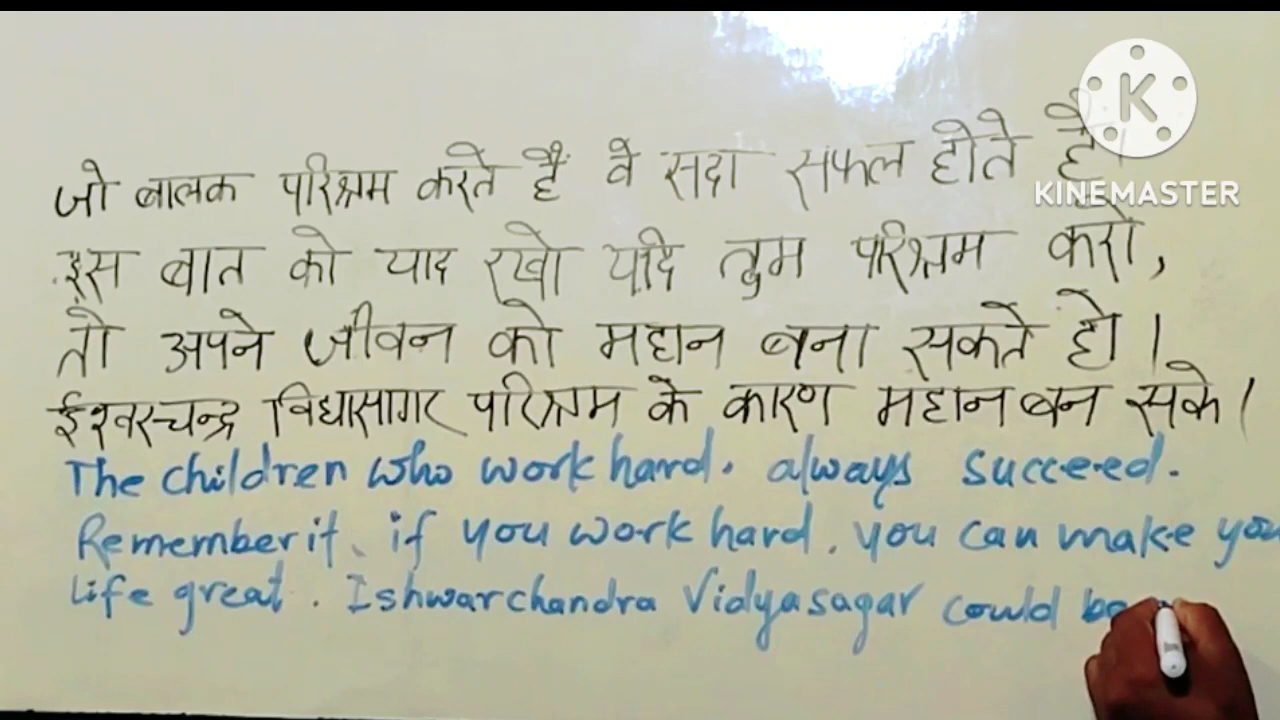 जो बालक परिश्रम करते हैं वे सदा सफल होते हैं।
इस बात को याद रखो यदि तुम परिश्रम करो,
तो अपने जीवन को महान बना सकते हो।
ईश्वरचन्द्र विद्यासागर परिश्रम के कारण महान बन सके।
The children who work hard. always succeed.
Remember it, if you work hard. you can make you
life great. Ishwarchandra Vidyasagar could be
K
KINEMASTER